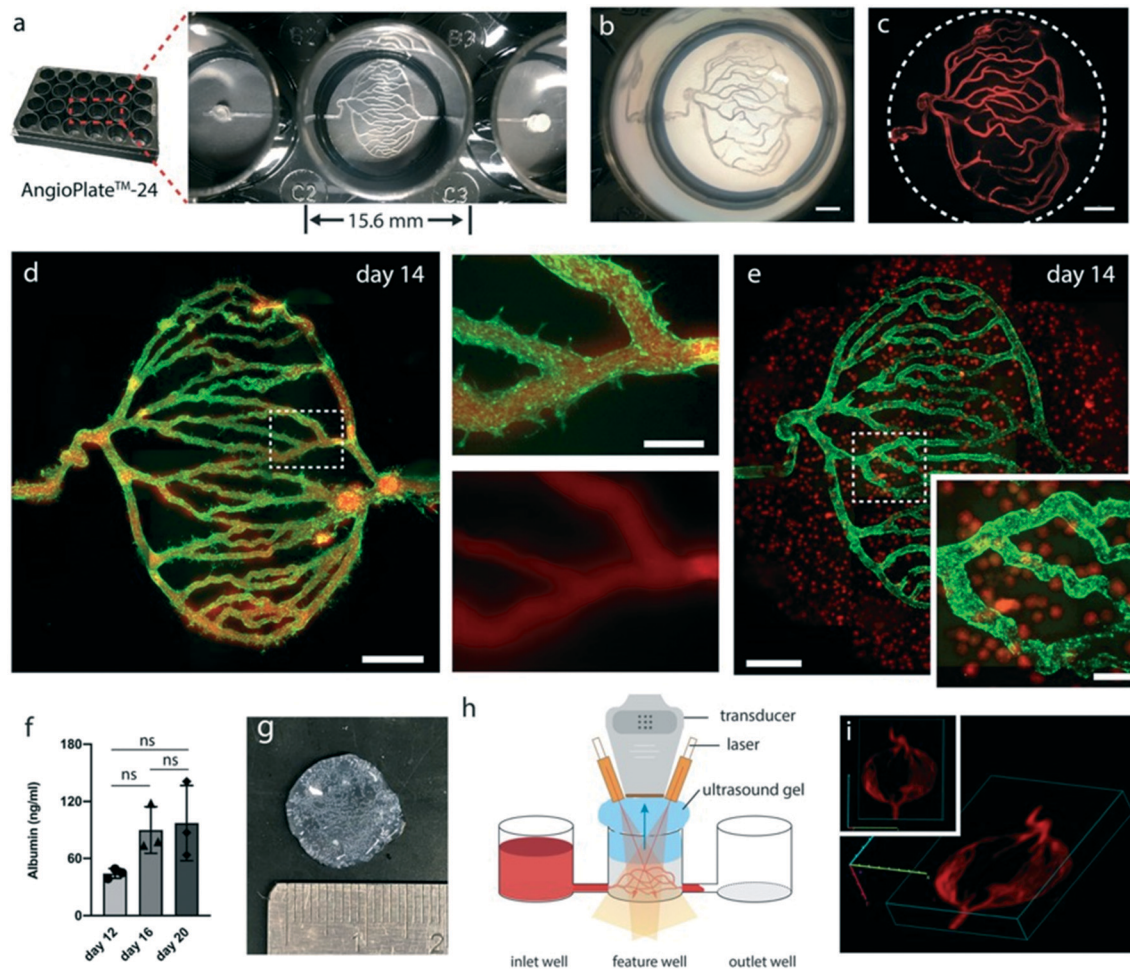 a
AngioPlate™-24
B2
B3
C2
C3
15.6 mm
b
c
d
day 14
e
day 14
f
180
120
60
0
Albumin (ng/ml)
ns
ns
ns
day 12
day 16
day 20
g
1
2
h
transducer
laser
ultrasound gel
inlet well
feature well
outlet well
i